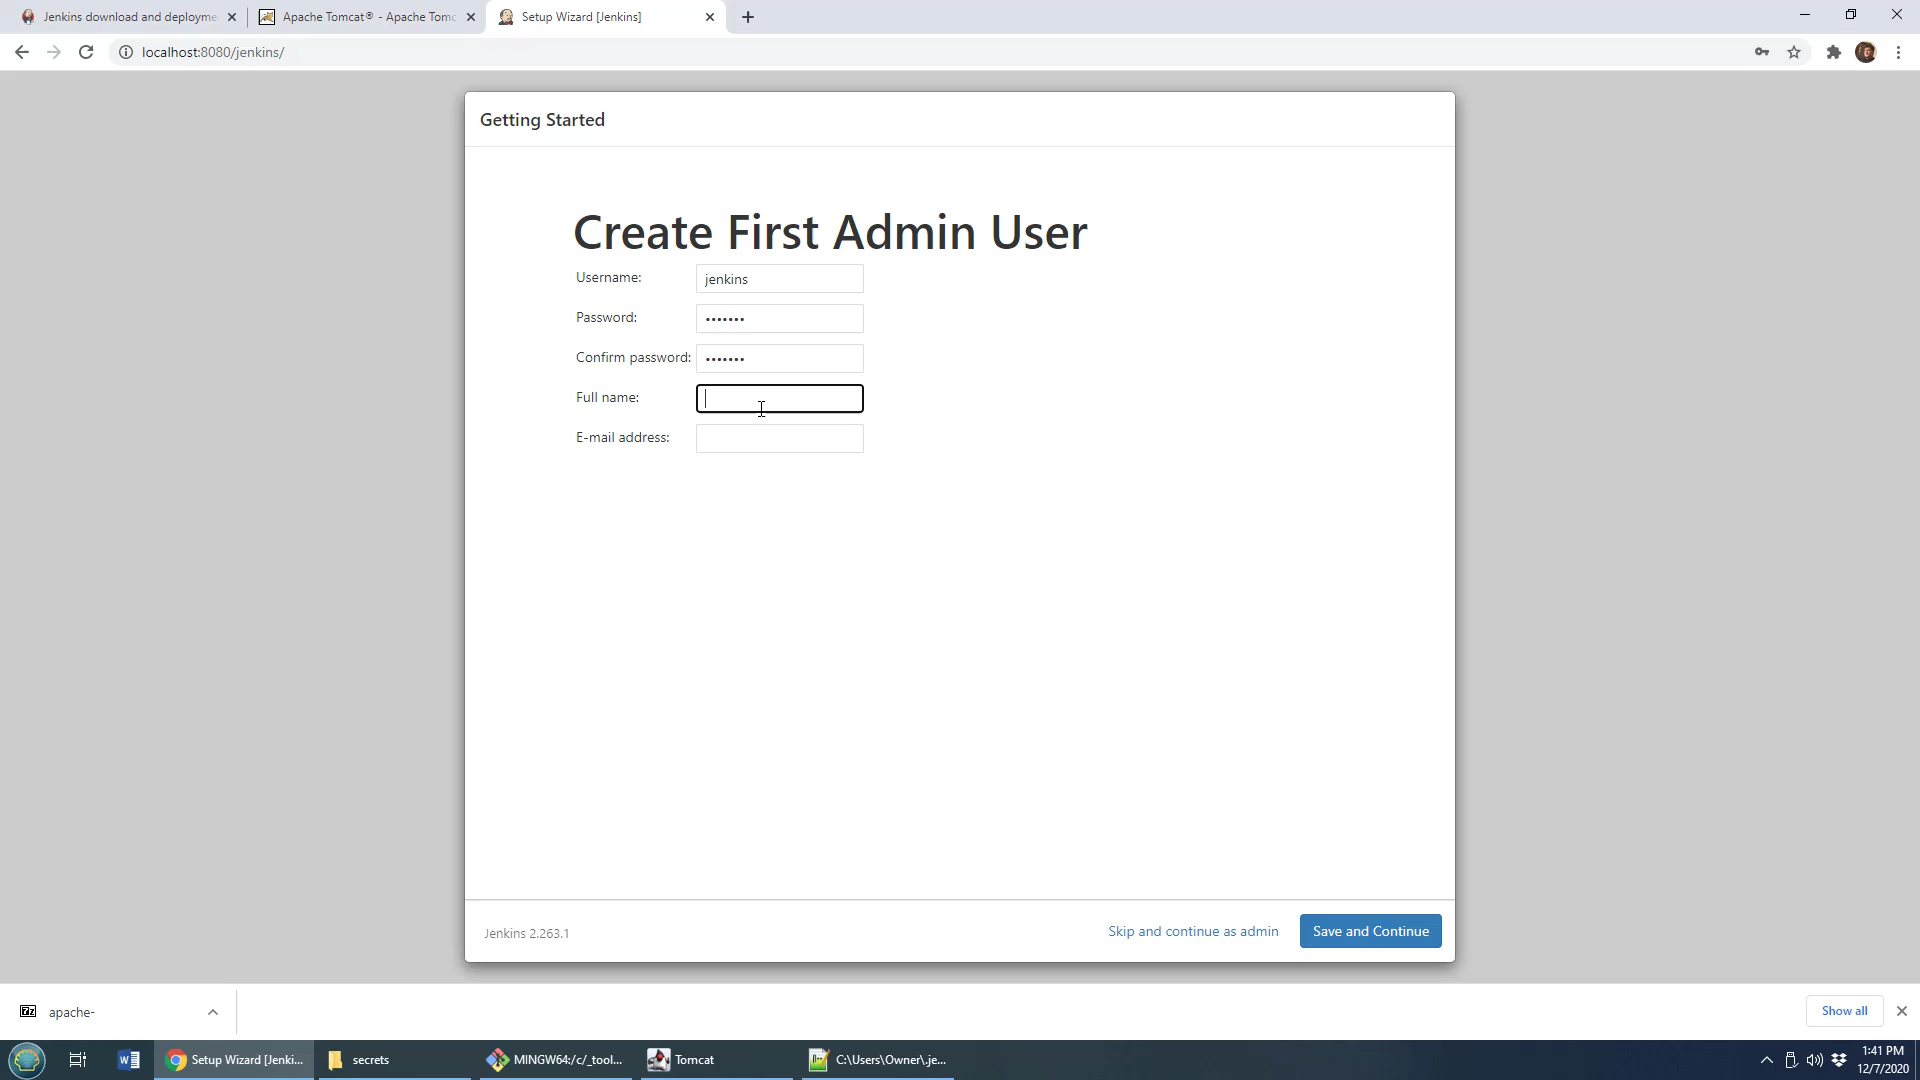 Jenkins download and deployme
Apache Tomcat® - Apache Tomc
Setup Wizard [Jenkins]
localhost:8080/jenkins/
Getting Started
Create First Admin User
Username:
jenkins
Password:
•••••••
Confirm password:
•••••••
Full name:
E-mail address:
Jenkins 2.263.1
Skip and continue as admin
Save and Continue
7z
apache-
Show all
Setup Wizard [Jenki...
secrets
MINGW64:/c/_tool...
Tomcat
C:\Users\Owner\.je...
1:41 PM
12/7/2020